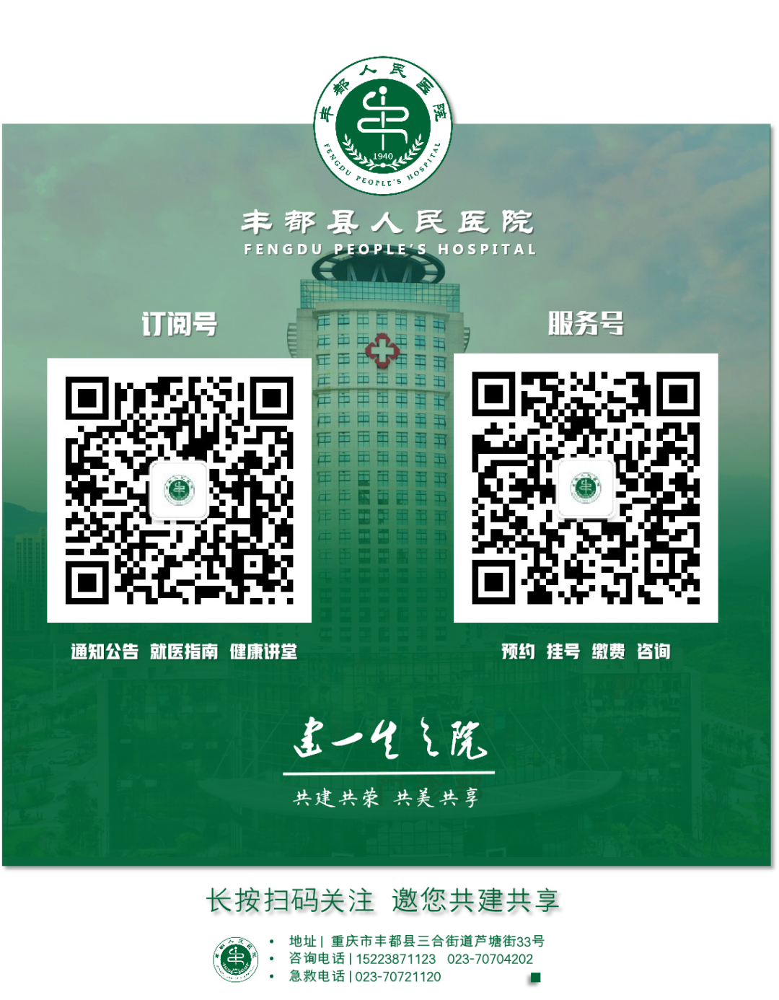 丰都人民医院
1940
FENGDU PEOPLE'S HOSPITAL
丰都县人民医院
FENGDU PEOPLE'S HOSPITAL
订阅号
服务号
通知公告 就医指南 健康讲堂
预约 挂号 缴费 咨询
建一生之院
共建共荣 共美共享
长按扫码关注 邀您共建共享
• 地址| 重庆市丰都县三合街道芦塘街33号
• 咨询电话|15223871123 023-70704202
• 急救电话|023-70721120